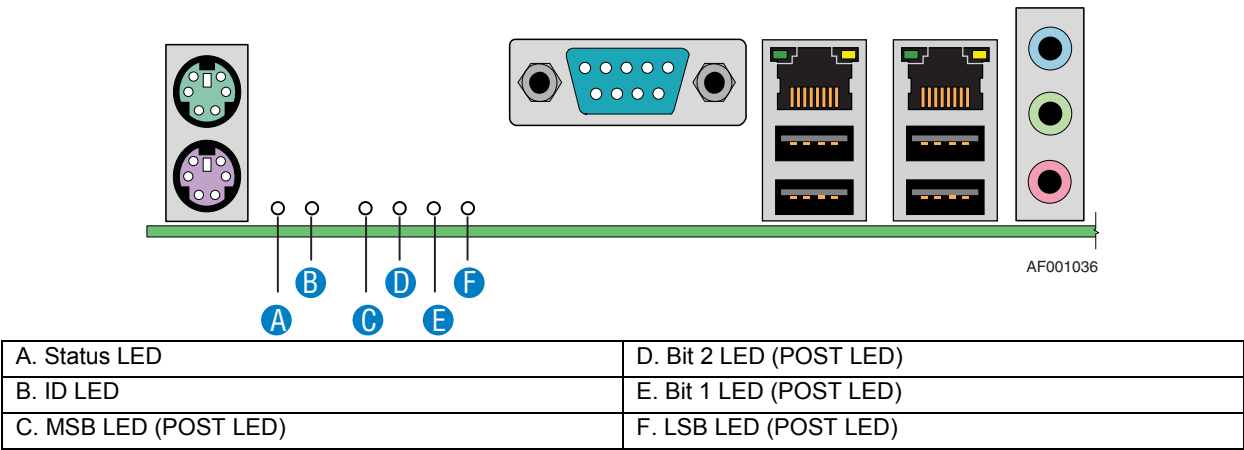 AF001036
B D F
A C E
A. Status LED
D. Bit 2 LED (POST LED)
B. ID LED
E. Bit 1 LED (POST LED)
C. MSB LED (POST LED)
F. LSB LED (POST LED)